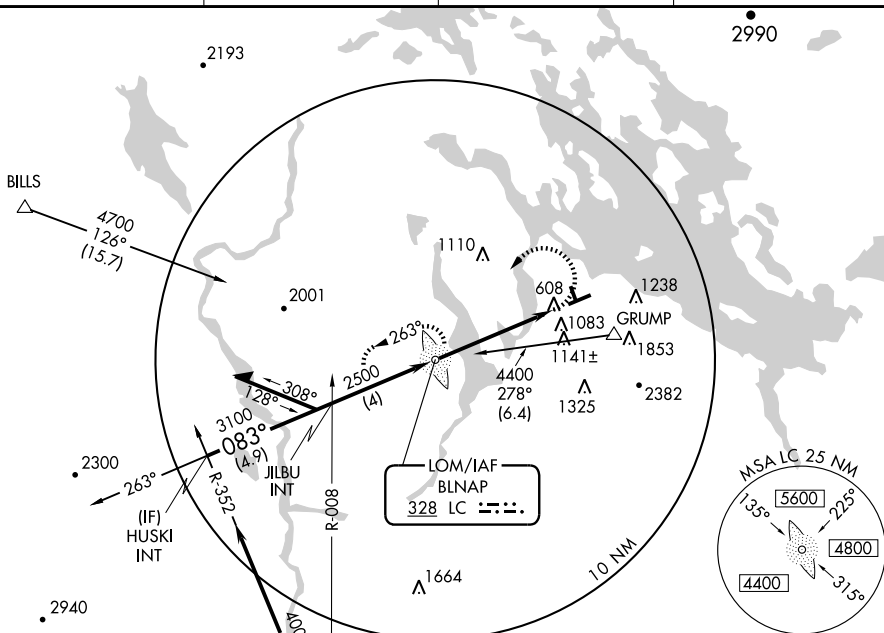 2990
2193
BILLS
4700
126°
(15.7)
1110
2001
608
1238
1083
GRUMP
1141±
1853
263°
4400
278°
(6.4)
1325
2382
2500
(4)
308°
128°
3100
083°
(4.9)
JILBU
INT
2300
263°
R-352
(IF)
HUSKI
INT
R-008
LOM/IAF
BLNAP
328 LC
10 NM
MSA LC 25 NM
5600
135°
225°
4800
4400
315°
1664
2940